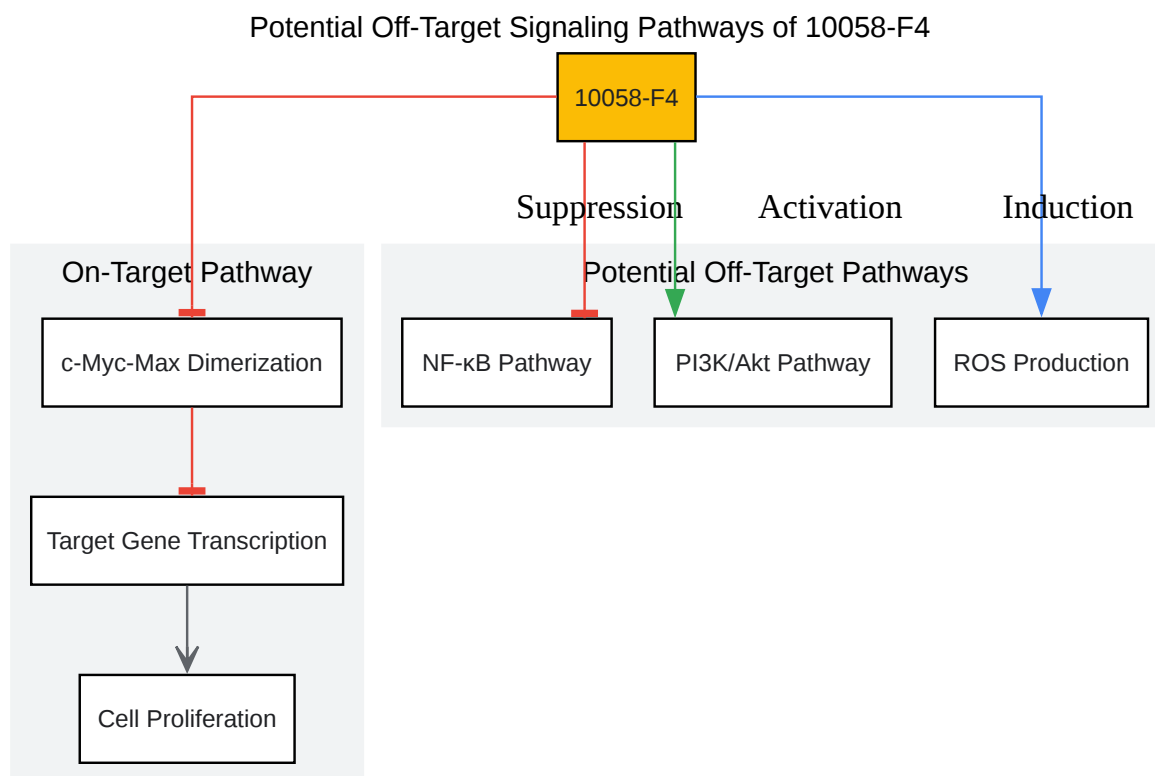 Potential Off-Target Signaling Pathways of 10058-F4
10058-F4
Suppression
Activation
Induction
On-Target Pathway
Potential Off-Target Pathways
c-Myc-Max Dimerization
NF-κB Pathway
PI3K/Akt Pathway
ROS Production
Target Gene Transcription
Cell Proliferation